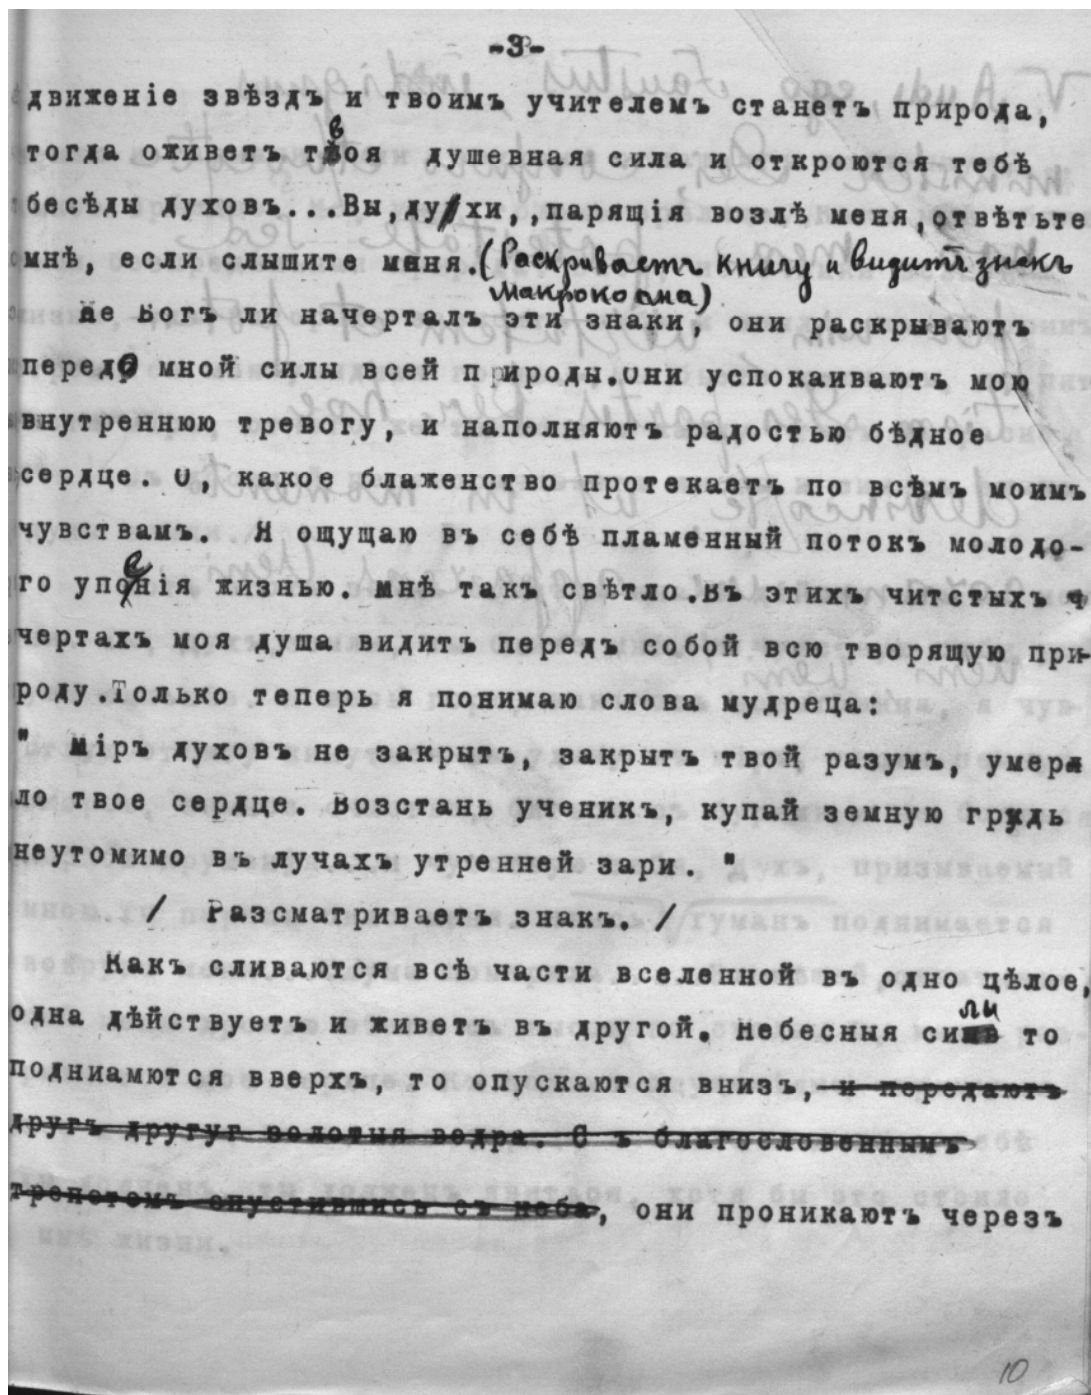 -3-
движеніе звѣздъ и твоимъ учителемъ станетъ природа,
тогда оживетъ твоя душевная сила и откроются тебѣ
бесѣды духовъ...Вы,духи,,парящія возлѣ меня,отвѣтьте
мнѣ, если слышите меня.(Раскриваетъ книгу и видитъ знакъ
макрокосма)
Не Богъ ли начерталъ эти знаки, они раскрываютъ
передо мной силы всей природы.Они успокаиваютъ мою
внутреннюю тревогу, и наполняютъ радостью бѣдное
сердце. О, какое блаженство протекаетъ по всѣмъ моимъ
чувствамъ. Я ощущаю въ себѣ пламенный потокъ молодо-
го упенія жизнью. Мнѣ такъ свѣтло.Въ этихъ читстыхъ ч
чертахъ моя душа видитъ передъ собой всю творящую при-
роду.Только теперь я понимаю слова мудреца:
" Міръ духовъ не закрытъ, закрытъ твой разумъ, умер
ло твое сердце. Возстань ученикъ, купай земную грудь
неутомимо въ лучахъ утренней зари. "
/ Разсматриваетъ знакъ. /
Какъ сливаются всѣ части вселенной въ одно цѣлое,
одна дѣйствуетъ и живетъ въ другой. Небесныя силы то
подниамются вверхъ, то опускаются внизъ, и передаютъ
другъ другуг золотыя ведра. С ъ благословеннымъ
трепетомъ опустившись съ неба, они проникаютъ черезъ
10